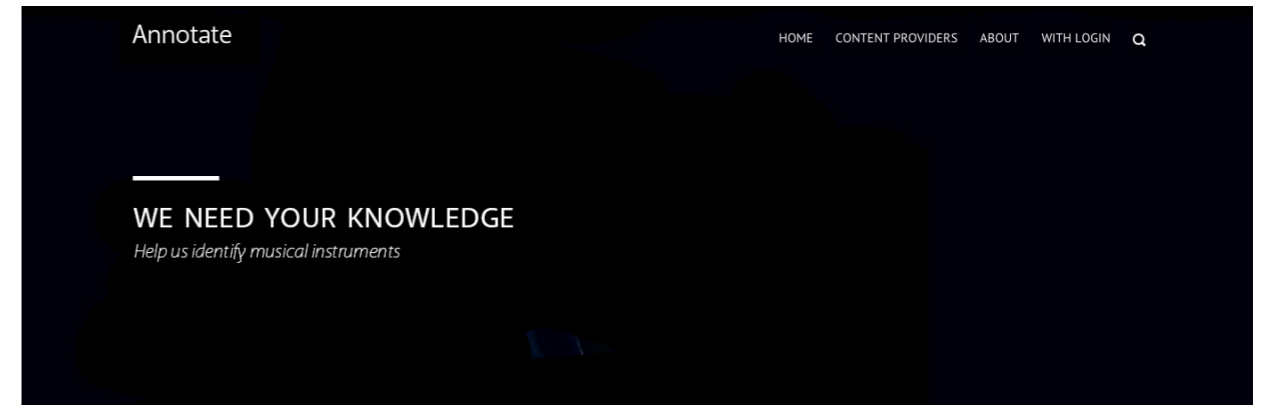 Annotate
HOME CONTENT PROVIDERS ABOUT WITH LOGIN
WE NEED YOUR KNOWLEDGE
Help us identify musical instruments